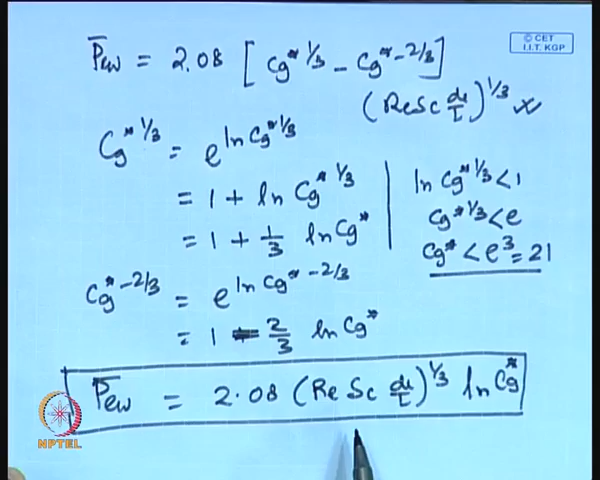 P̅ew = 2.08 [ Cg*^1/3 − Cg*^-2/3 ]
© CET
I.I.T. KGP
(ReSc de/L)^1/3 ×
Cg*^1/3 = e^ln Cg*^1/3
= 1 + ln Cg*^1/3
= 1 + 1/3 ln Cg*
ln Cg*^1/3 < 1
Cg*^1/3 < e
Cg* < e^3 = 21
Cg*^-2/3 = e^ln Cg*^-2/3
= 1 - 2/3 ln Cg*
P̅ew = 2.08 (Re Sc de/L)^1/3 ln Cg*
NPTEL